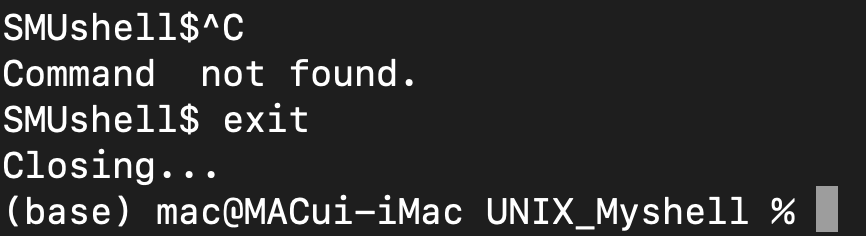 SMUshell$^C
Command  not found.
SMUshell$ exit
Closing...
(base) mac@MACui-iMac UNIX_Myshell %